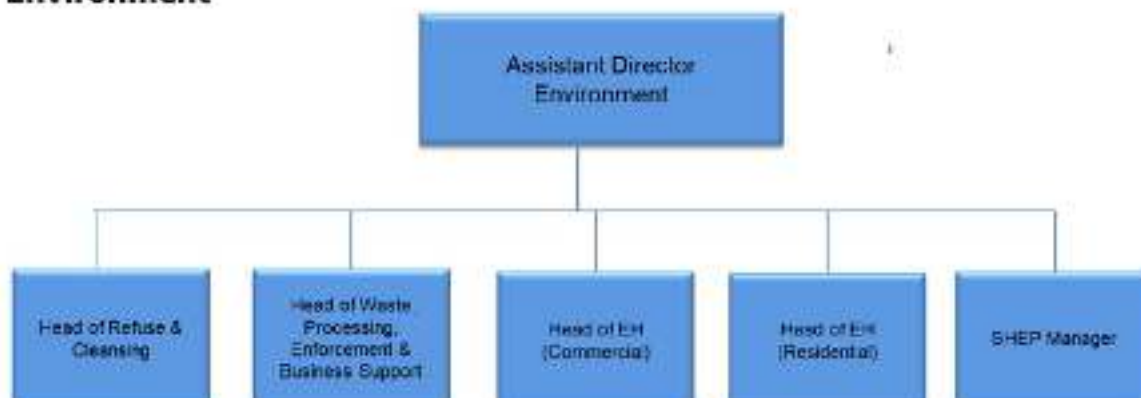 Environment
Assistant Director
Environment
Head of Refuse &
Cleansing
Head of Waste
Processing,
Enforcement &
Business Support
Head of EH
(Commercial)
Head of EH
(Residential)
SHEP Manager